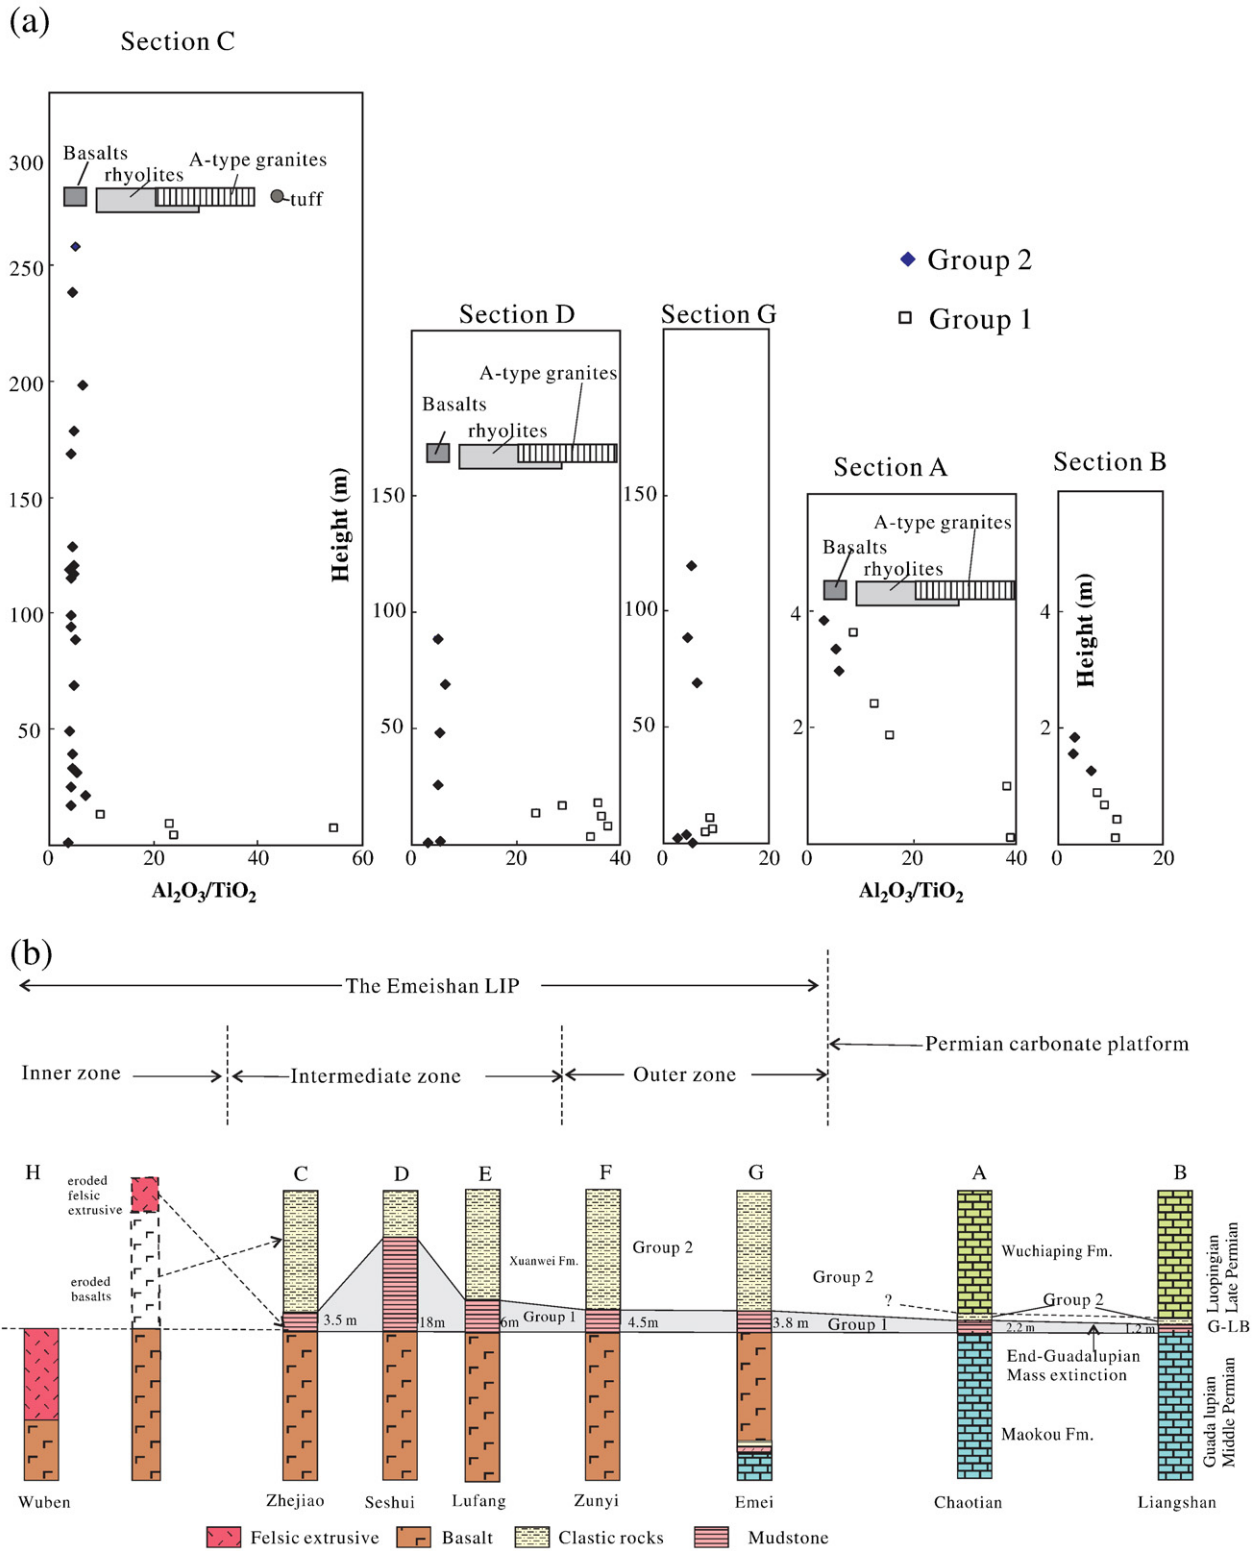 (a)
Section C
300
250
200
150
100
50
0
20
40
60
Basalts
rhyolites
A-type granites
tuff
Al₂O₃/TiO₂
Height (m)
Section D
A-type granites
Basalts
rhyolites
150
100
50
0
20
40
Section G
150
100
50
0
20
Group 2
Group 1
Section A
A-type granites
Basalts
rhyolites
4
2
0
20
40
Al₂O₃/TiO₂
Section B
Height (m)
4
2
0
20
(b)
The Emeishan LIP
Permian carbonate platform
Inner zone
Intermediate zone
Outer zone
H
C
D
E
F
G
A
B
eroded
felsic
extrusive
eroded
basalts
Xuanwei Fm.
Group 2
Group 2
?
Group 2
Wuchiaping Fm.
3.5 m
18m
6m
Group 1
4.5m
3.8 m
Group 1
2.2 m
1.2 m
G-LB
End-Guadalupian
Mass extinction
Maokou Fm.
Luopingian
Late Permian
Guada lupian
Middle Permian
Wuben
Zhejiao
Seshui
Lufang
Zunyi
Emei
Chaotian
Liangshan
Felsic extrusive
Basalt
Clastic rocks
Mudstone